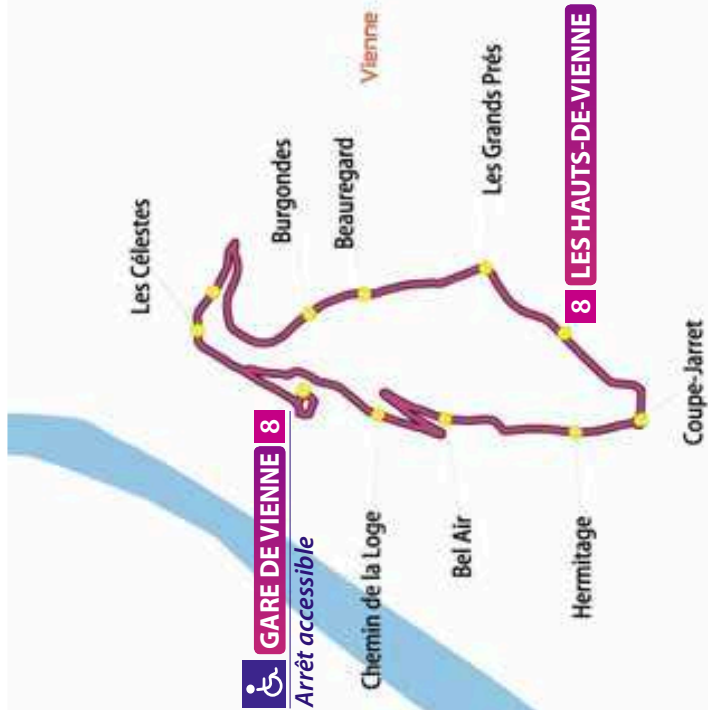 Vienne
Les Célestes
Burgondes
Beauregard
Les Grands Prés
8 LES HAUTS-DE-VIENNE
GARE DE VIENNE 8
Arrêt accessible
Chemin de la Loge
Bel Air
Hermitage
Coupe-Jarret